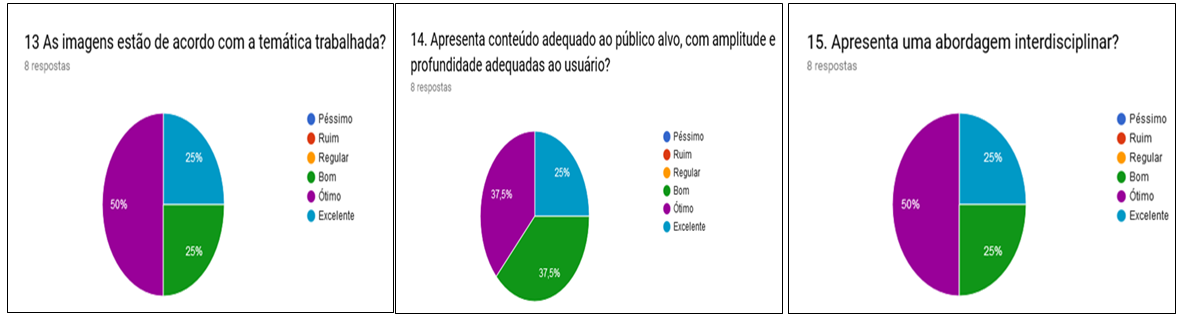 13 As imagens estão de acordo com a temática trabalhada?
8 respostas
25%
50%
25%
Péssimo
Ruim
Regular
Bom
Ótimo
Excelente
14. Apresenta conteúdo adequado ao público alvo, com amplitude e
profundidade adequadas ao usuário?
8 respostas
25%
37,5%
37,5%
Péssimo
Ruim
Regular
Bom
Ótimo
Excelente
15. Apresenta uma abordagem interdisciplinar?
8 respostas
25%
50%
25%
Péssimo
Ruim
Regular
Bom
Ótimo
Excelente